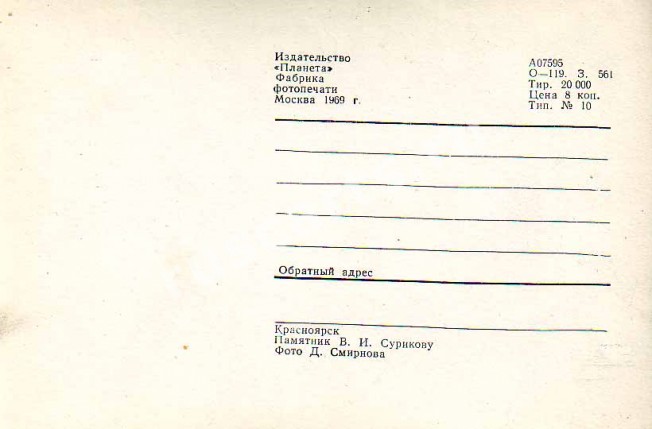 Издательство
«Планета»
Фабрика
фотопечати
Москва 1969 г.
А07595
О—119. З. 561
Тир. 20 000
Цена 8 коп.
Тип. № 10
Обратный адрес
Красноярск
Памятник В. И. Сурикову
Фото Д. Смирнова